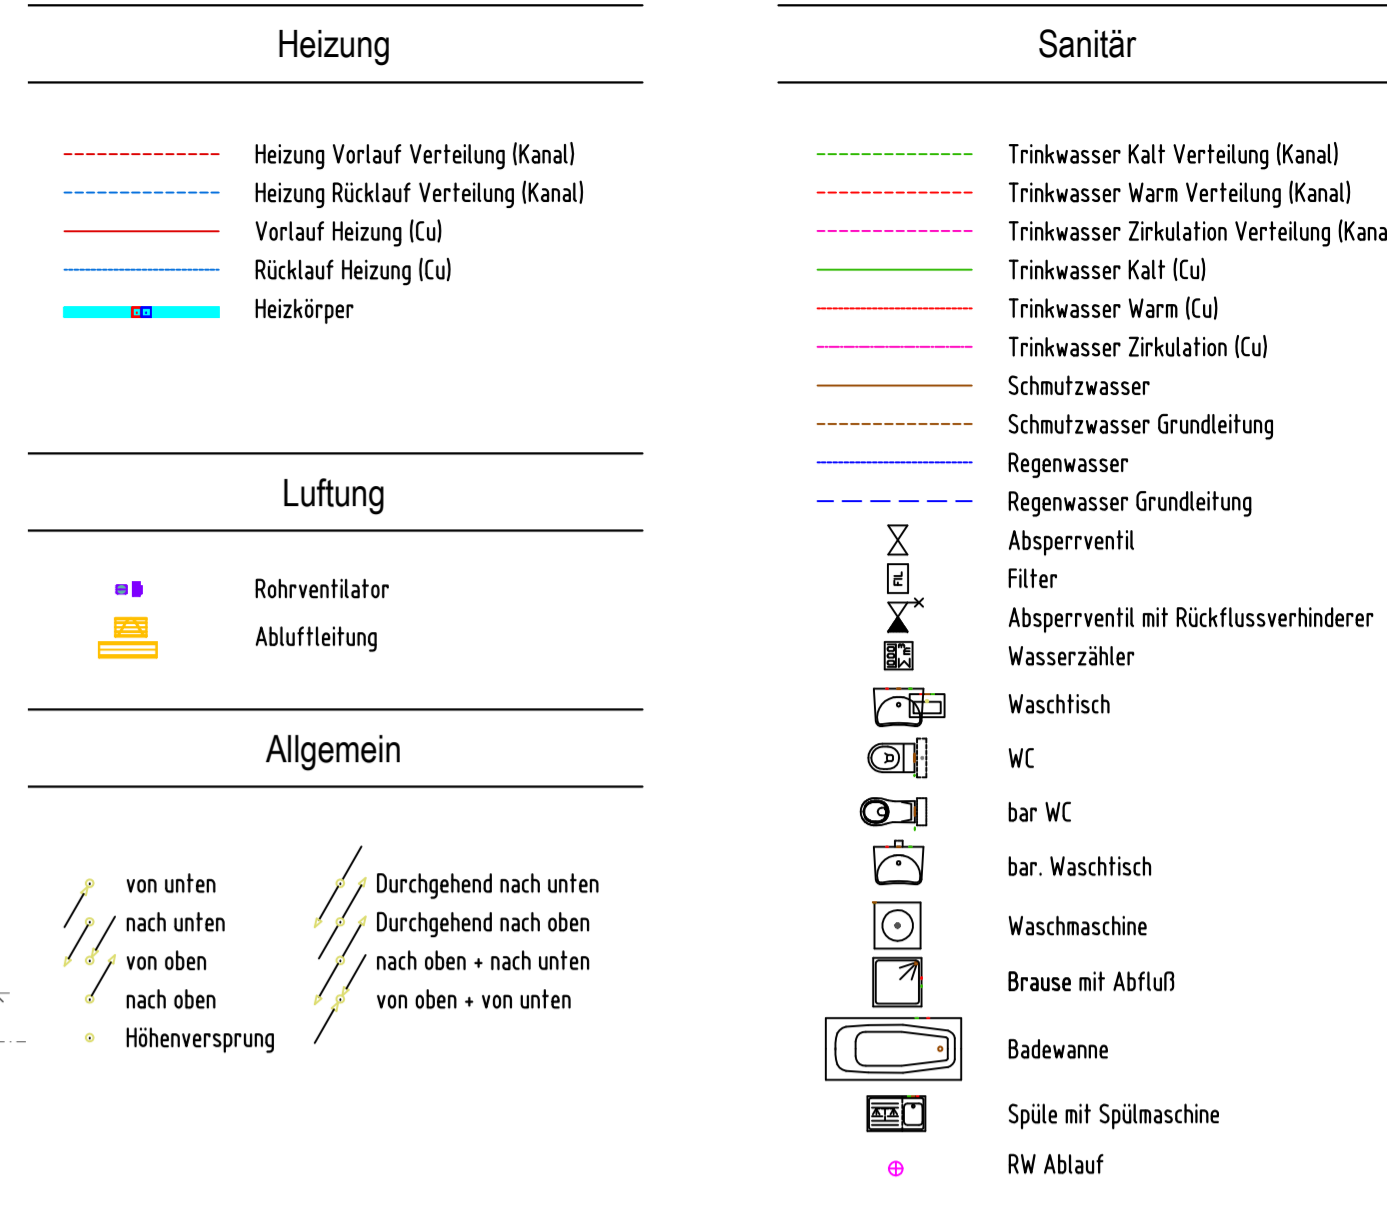 Heizung
Heizung Vorlauf Verteilung (Kanal)
Heizung Rücklauf Verteilung (Kanal)
Vorlauf Heizung (Cu)
Rücklauf Heizung (Cu)
Heizkörper
Luftung
Rohrventilator
Abluftleitung
Allgemein
von unten
nach unten
von oben
nach oben
Höhenversprung
Durchgehend nach unten
Durchgehend nach oben
nach oben + nach unten
von oben + von unten
Sanitär
Trinkwasser Kalt Verteilung (Kanal)
Trinkwasser Warm Verteilung (Kanal)
Trinkwasser Zirkulation Verteilung (Kana
Trinkwasser Kalt (Cu)
Trinkwasser Warm (Cu)
Trinkwasser Zirkulation (Cu)
Schmutzwasser
Schmutzwasser Grundleitung
Regenwasser
Regenwasser Grundleitung
Absperrventil
FIL Filter
Absperrventil mit Rückflussverhinderer
Wasserzähler
Waschtisch
WC
bar WC
bar. Waschtisch
Waschmaschine
Brause mit Abfluß
Badewanne
Spüle mit Spülmaschine
RW Ablauf